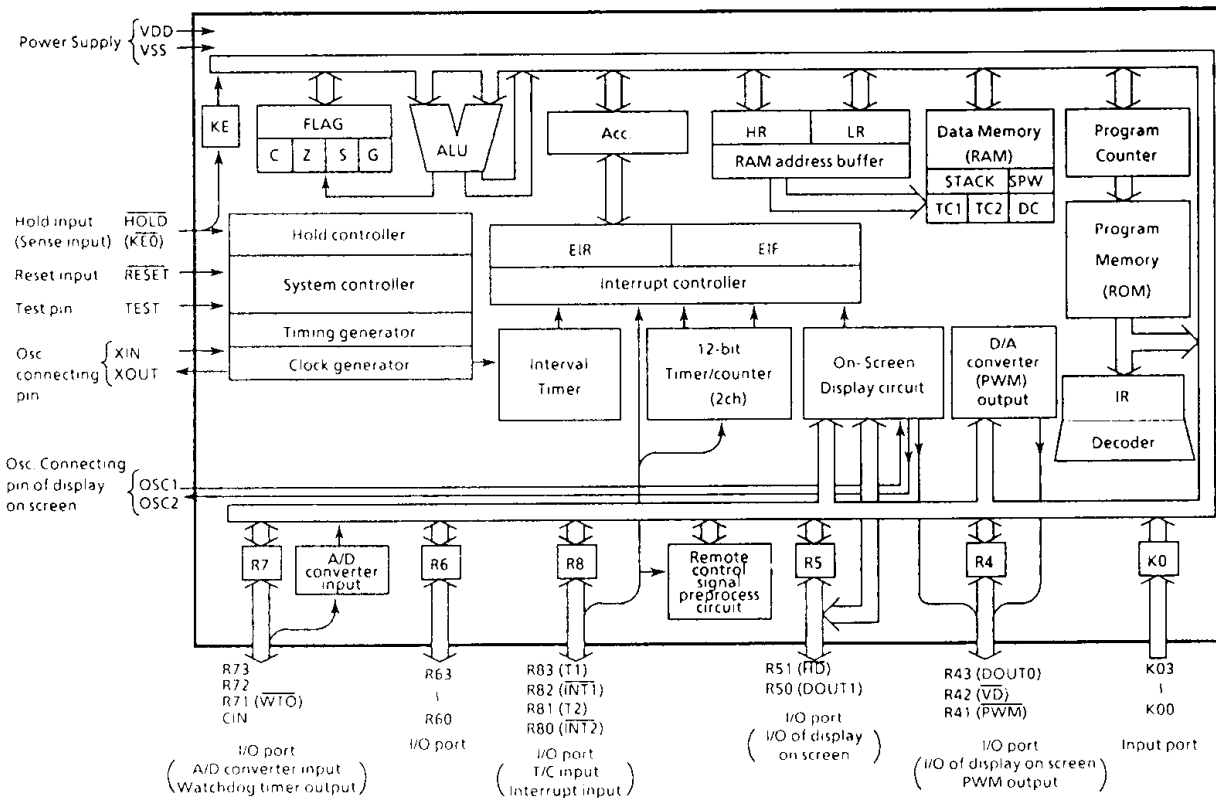 Power Supply
VDD
VSS
KE
FLAG
C Z S G
ALU
Acc.
HR LR
RAM address buffer
Data Memory
(RAM)
STACK SPW
TC1 TC2 DC
Program
Counter
Hold input
(Sense input)
HOLD
(KE0)
Reset input RESET
Test pin TEST
Osc
connecting
pin
XIN
XOUT
Hold controller
System controller
Timing generator
Clock generator
EIR EIF
Interrupt controller
Program
Memory
(ROM)
Interval
Timer
12-bit
Timer/counter
(2ch)
On-Screen
Display circuit
D/A
converter
(PWM)
output
IR
Decoder
Osc. Connecting
pin of display
on screen
OSC1
OSC2
R7
A/D
converter
input
R6
R8
Remote
control
signal
preprocess
circuit
R5
R4
K0
R73
R72
R71 (WTO)
CIN
I/O port
(A/D converter input
Watchdog timer output)
R63
≀
R60
I/O port
R83 (T1)
R82 (INT1)
R81 (T2)
R80 (INT2)
I/O port
(T/C input
Interrupt input)
R51 (HD)
R50 (DOUT1)
I/O port
(I/O of display
on screen)
R43 (DOUT0)
R42 (VD)
R41 (PWM)
I/O port
(I/O of display on screen
PWM output)
K03
≀
K00
Input port